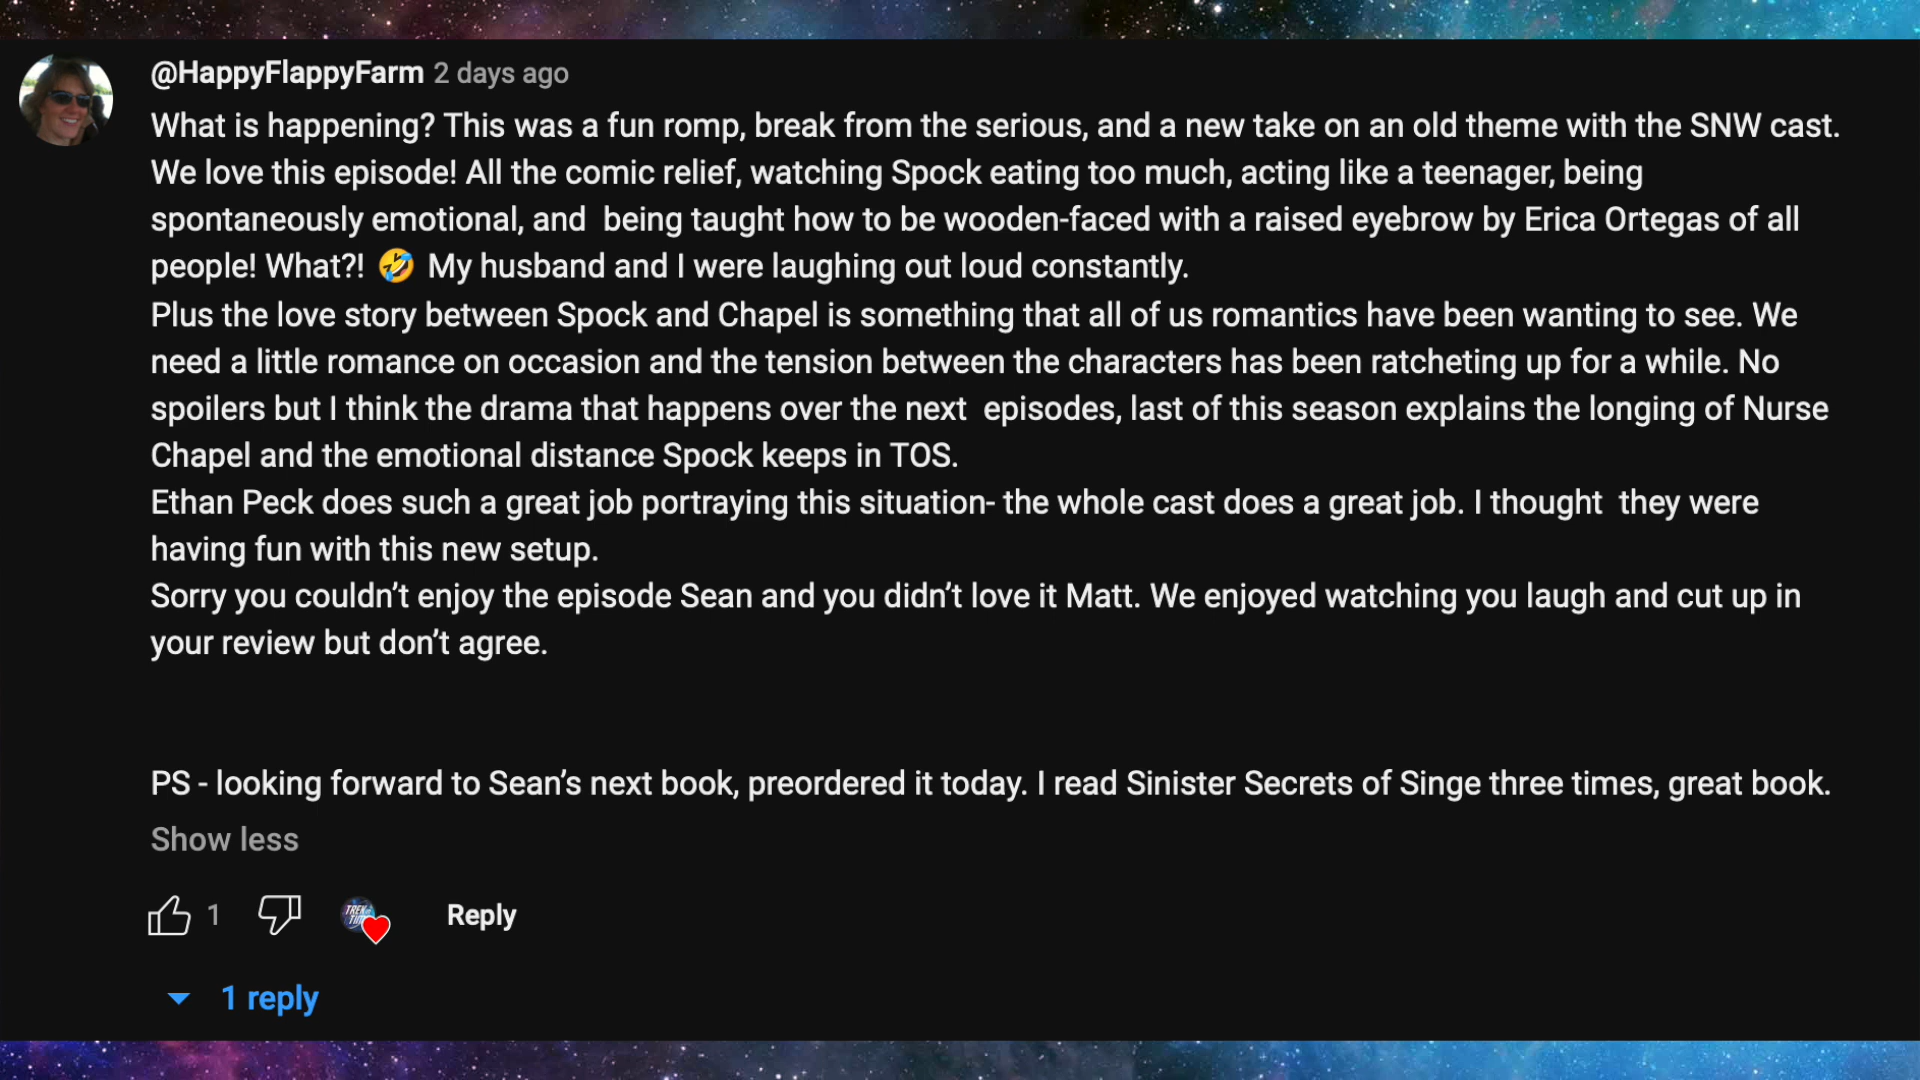 @HappyFlappyFarm 2 days ago
What is happening? This was a fun romp, break from the serious, and a new take on an old theme with the SNW cast.
We love this episode! All the comic relief, watching Spock eating too much, acting like a teenager, being
spontaneously emotional, and  being taught how to be wooden-faced with a raised eyebrow by Erica Ortegas of all
people! What?! 🤣 My husband and I were laughing out loud constantly.
Plus the love story between Spock and Chapel is something that all of us romantics have been wanting to see. We
need a little romance on occasion and the tension between the characters has been ratcheting up for a while. No
spoilers but I think the drama that happens over the next  episodes, last of this season explains the longing of Nurse
Chapel and the emotional distance Spock keeps in TOS.
Ethan Peck does such a great job portraying this situation- the whole cast does a great job. I thought  they were
having fun with this new setup.
Sorry you couldn’t enjoy the episode Sean and you didn’t love it Matt. We enjoyed watching you laugh and cut up in
your review but don’t agree.
PS - looking forward to Sean’s next book, preordered it today. I read Sinister Secrets of Singe three times, great book.
Show less
1
TREK
Reply
1 reply